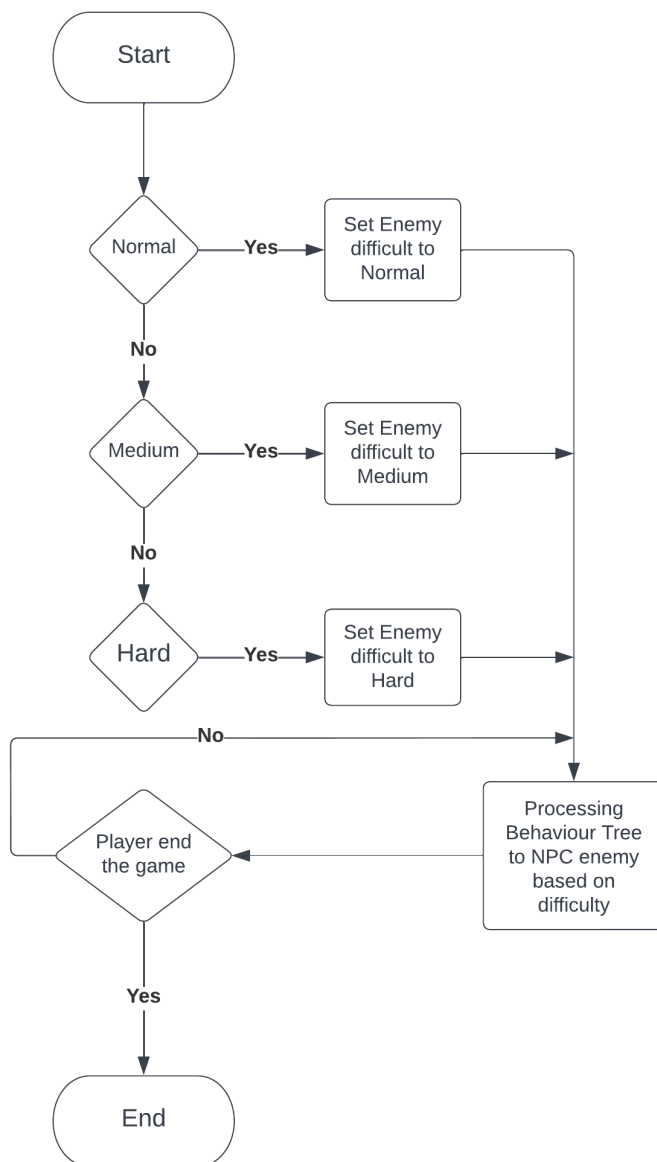 Start
Normal
Yes
Set Enemy
difficult to
Normal
No
Medium
Yes
Set Enemy
difficult to
Medium
No
Hard
Yes
Set Enemy
difficult to
Hard
No
Player end
the game
Processing
Behaviour Tree
to NPC enemy
based on
difficulty
Yes
End